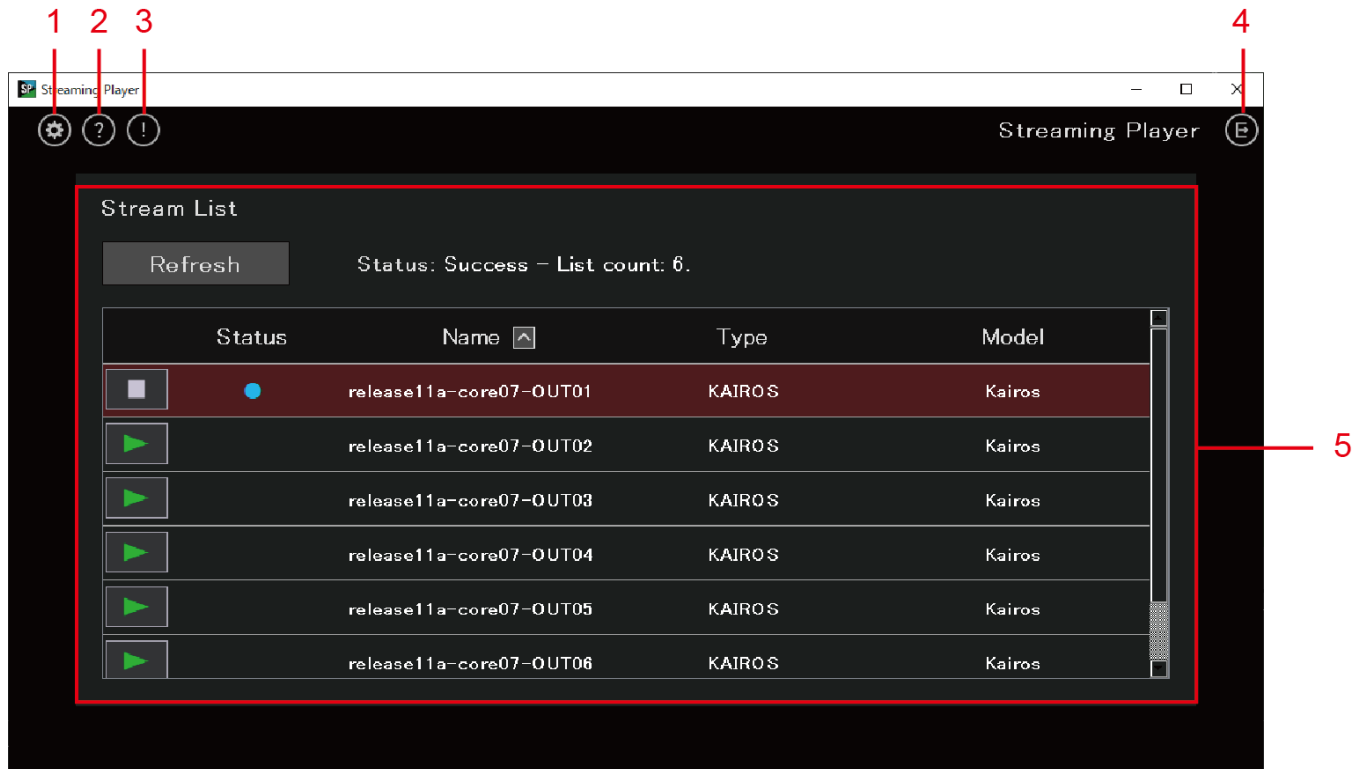 1 2 3 4
SP Streaming Player
? ! Streaming Player
Stream List
Refresh Status: Success - List count: 6.
Status Name Type Model
release11a-core07-OUT01 KAIROS Kairos
release11a-core07-OUT02 KAIROS Kairos
5
release11a-core07-OUT03 KAIROS Kairos
release11a-core07-OUT04 KAIROS Kairos
release11a-core07-OUT05 KAIROS Kairos
release11a-core07-OUT06 KAIROS Kairos